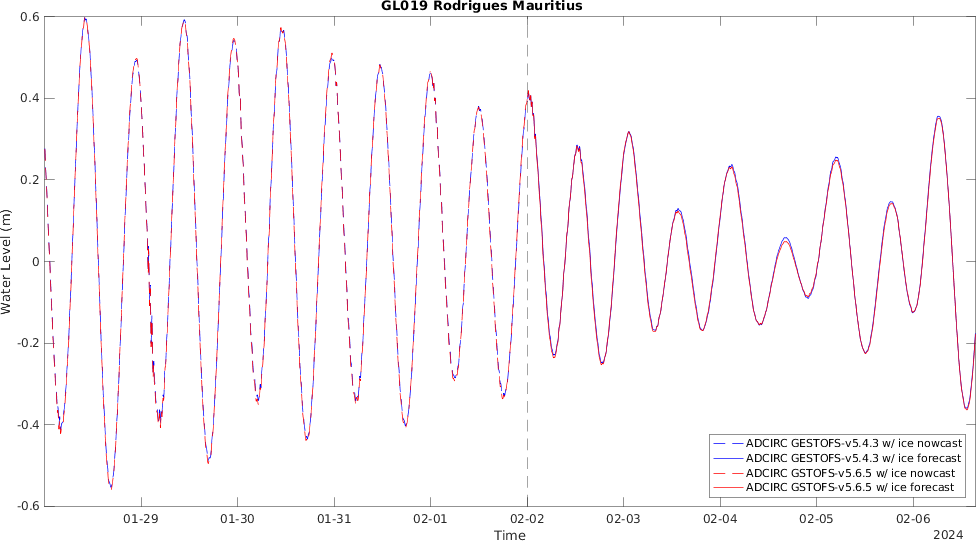 GL019 Rodrigues Mauritius
0.6
0.4
0.2
0
-0.2
-0.4
-0.6
Water Level (m)
ADCIRC GESTOFS-v5.4.3 w/ ice nowcast
ADCIRC GESTOFS-v5.4.3 w/ ice forecast
ADCIRC GSTOFS-v5.6.5 w/ ice nowcast
ADCIRC GSTOFS-v5.6.5 w/ ice forecast
01-29 01-30 01-31 02-01 02-02 02-03 02-04 02-05 02-06
Time
2024